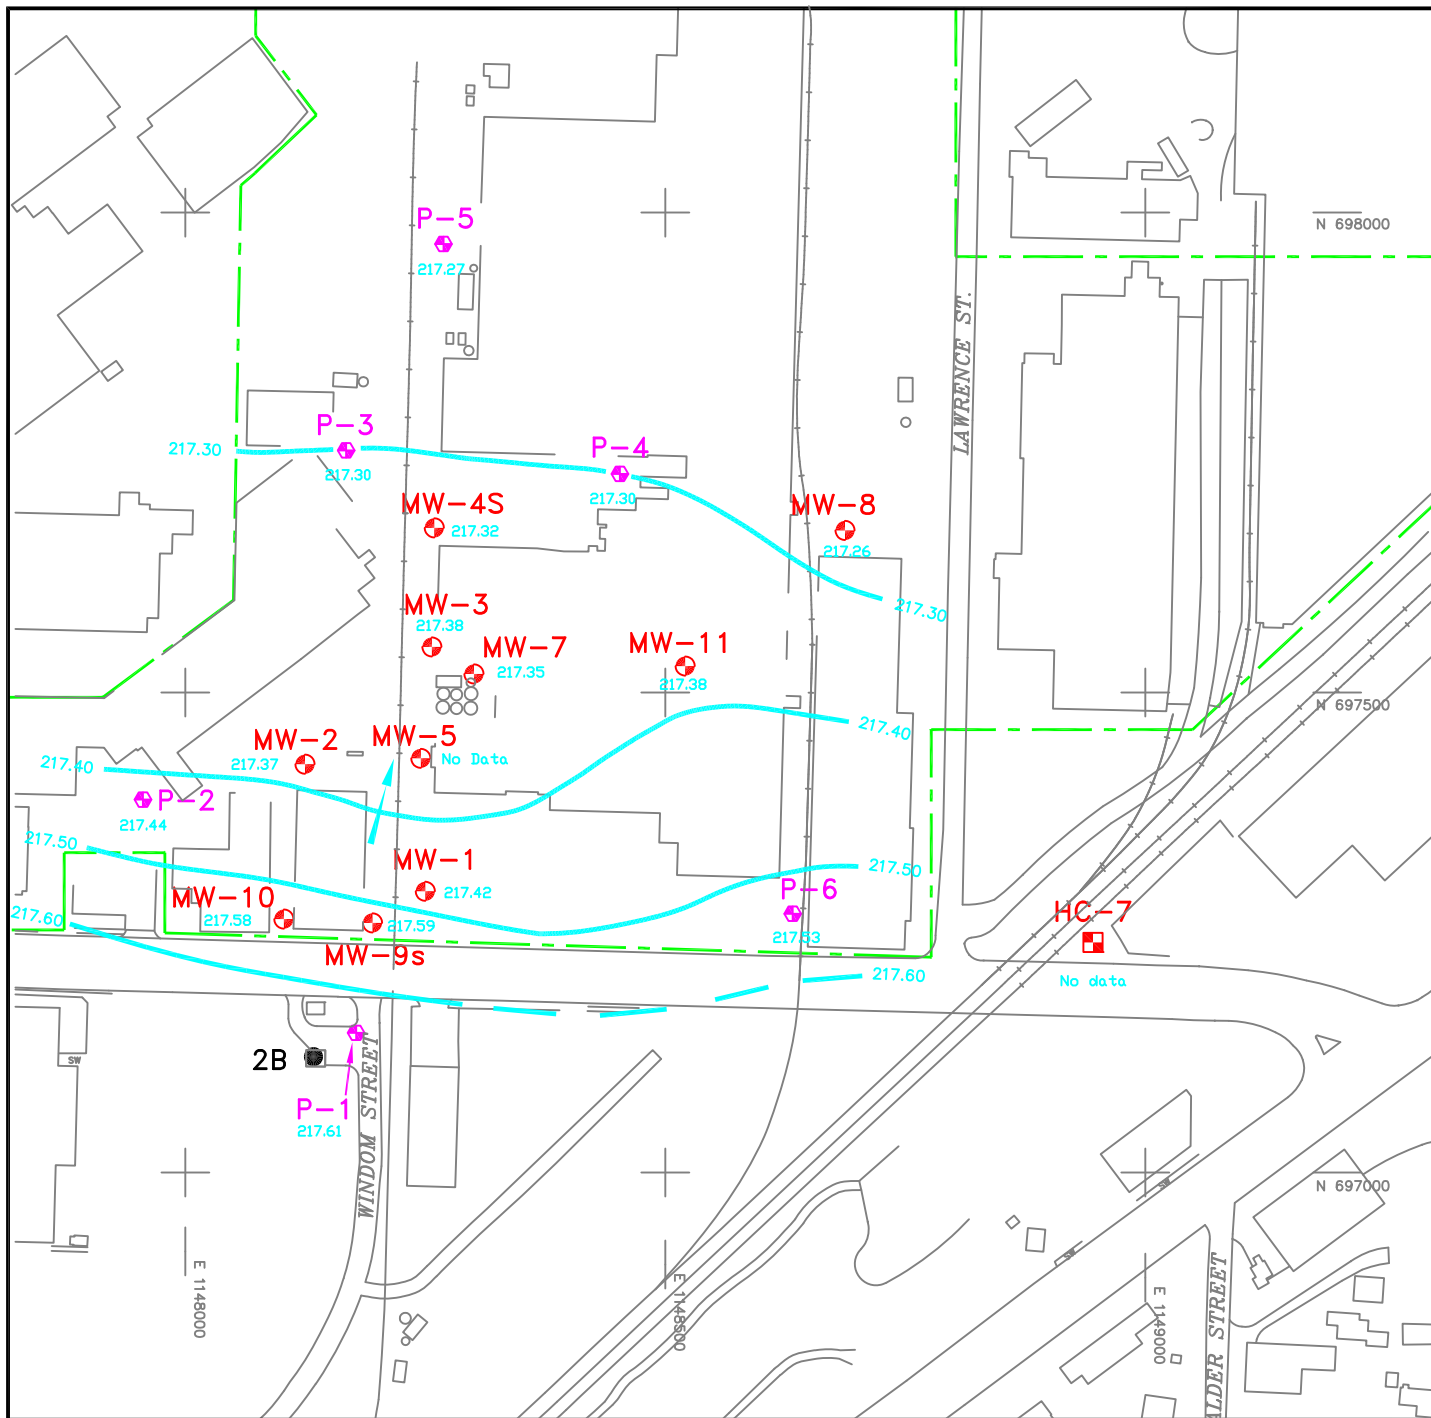 P-5
217.27
N 698000
LAWRENCE ST.
P-3
217.30
217.30
P-4
217.30
MW-4S
217.32
MW-8
217.26
217.30
MW-3
217.38
MW-7
217.35
MW-11
217.38
N 697500
217.40
MW-2
217.37
MW-5
No Data
217.40
P-2
217.44
217.50
MW-1
217.42
217.50
P-6
217.53
MW-10
217.58
217.59
MW-9s
217.60
HC-7
No data
217.60
2B
SW
P-1
217.61
WINDOM STREET
N 697000
SW
SW
E 1148000
E 1148500
E 1149000
ALDER STREET